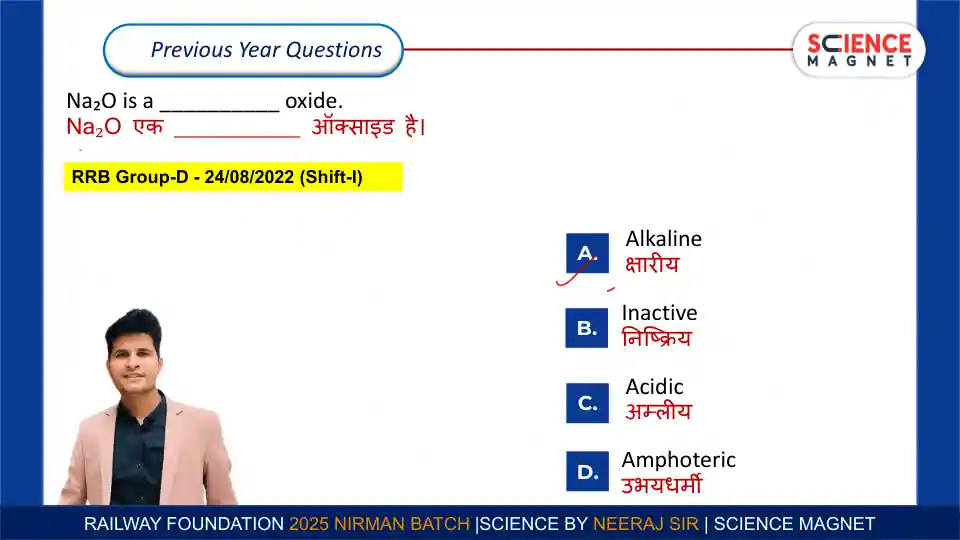 Previous Year Questions
SCIENCE
MAGNET
Na₂O is a __________ oxide.
Na₂O एक __________ ऑक्साइड है।
RRB Group-D - 24/08/2022 (Shift-I)
A.
Alkaline
क्षारीय
B.
Inactive
निष्क्रिय
C.
Acidic
अम्लीय
D.
Amphoteric
उभयधर्मी
RAILWAY FOUNDATION 2025 NIRMAN BATCH |SCIENCE BY NEERAJ SIR | SCIENCE MAGNET